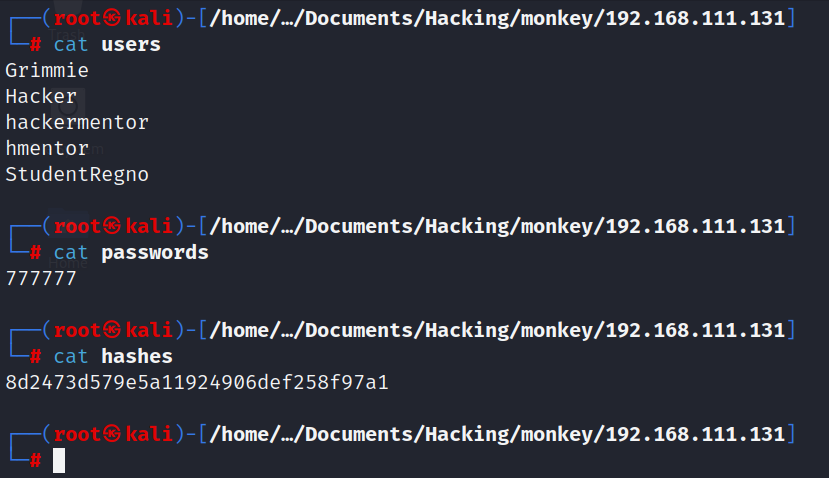 ┌──(root㉿kali)-[/home/…/Documents/Hacking/monkey/192.168.111.131]
└─# cat users
Grimmie
Hacker
hackermentor
hmentor
StudentRegno
┌──(root㉿kali)-[/home/…/Documents/Hacking/monkey/192.168.111.131]
└─# cat passwords
777777
┌──(root㉿kali)-[/home/…/Documents/Hacking/monkey/192.168.111.131]
└─# cat hashes
8d2473d579e5a11924906def258f97a1
┌──(root㉿kali)-[/home/…/Documents/Hacking/monkey/192.168.111.131]
└─#